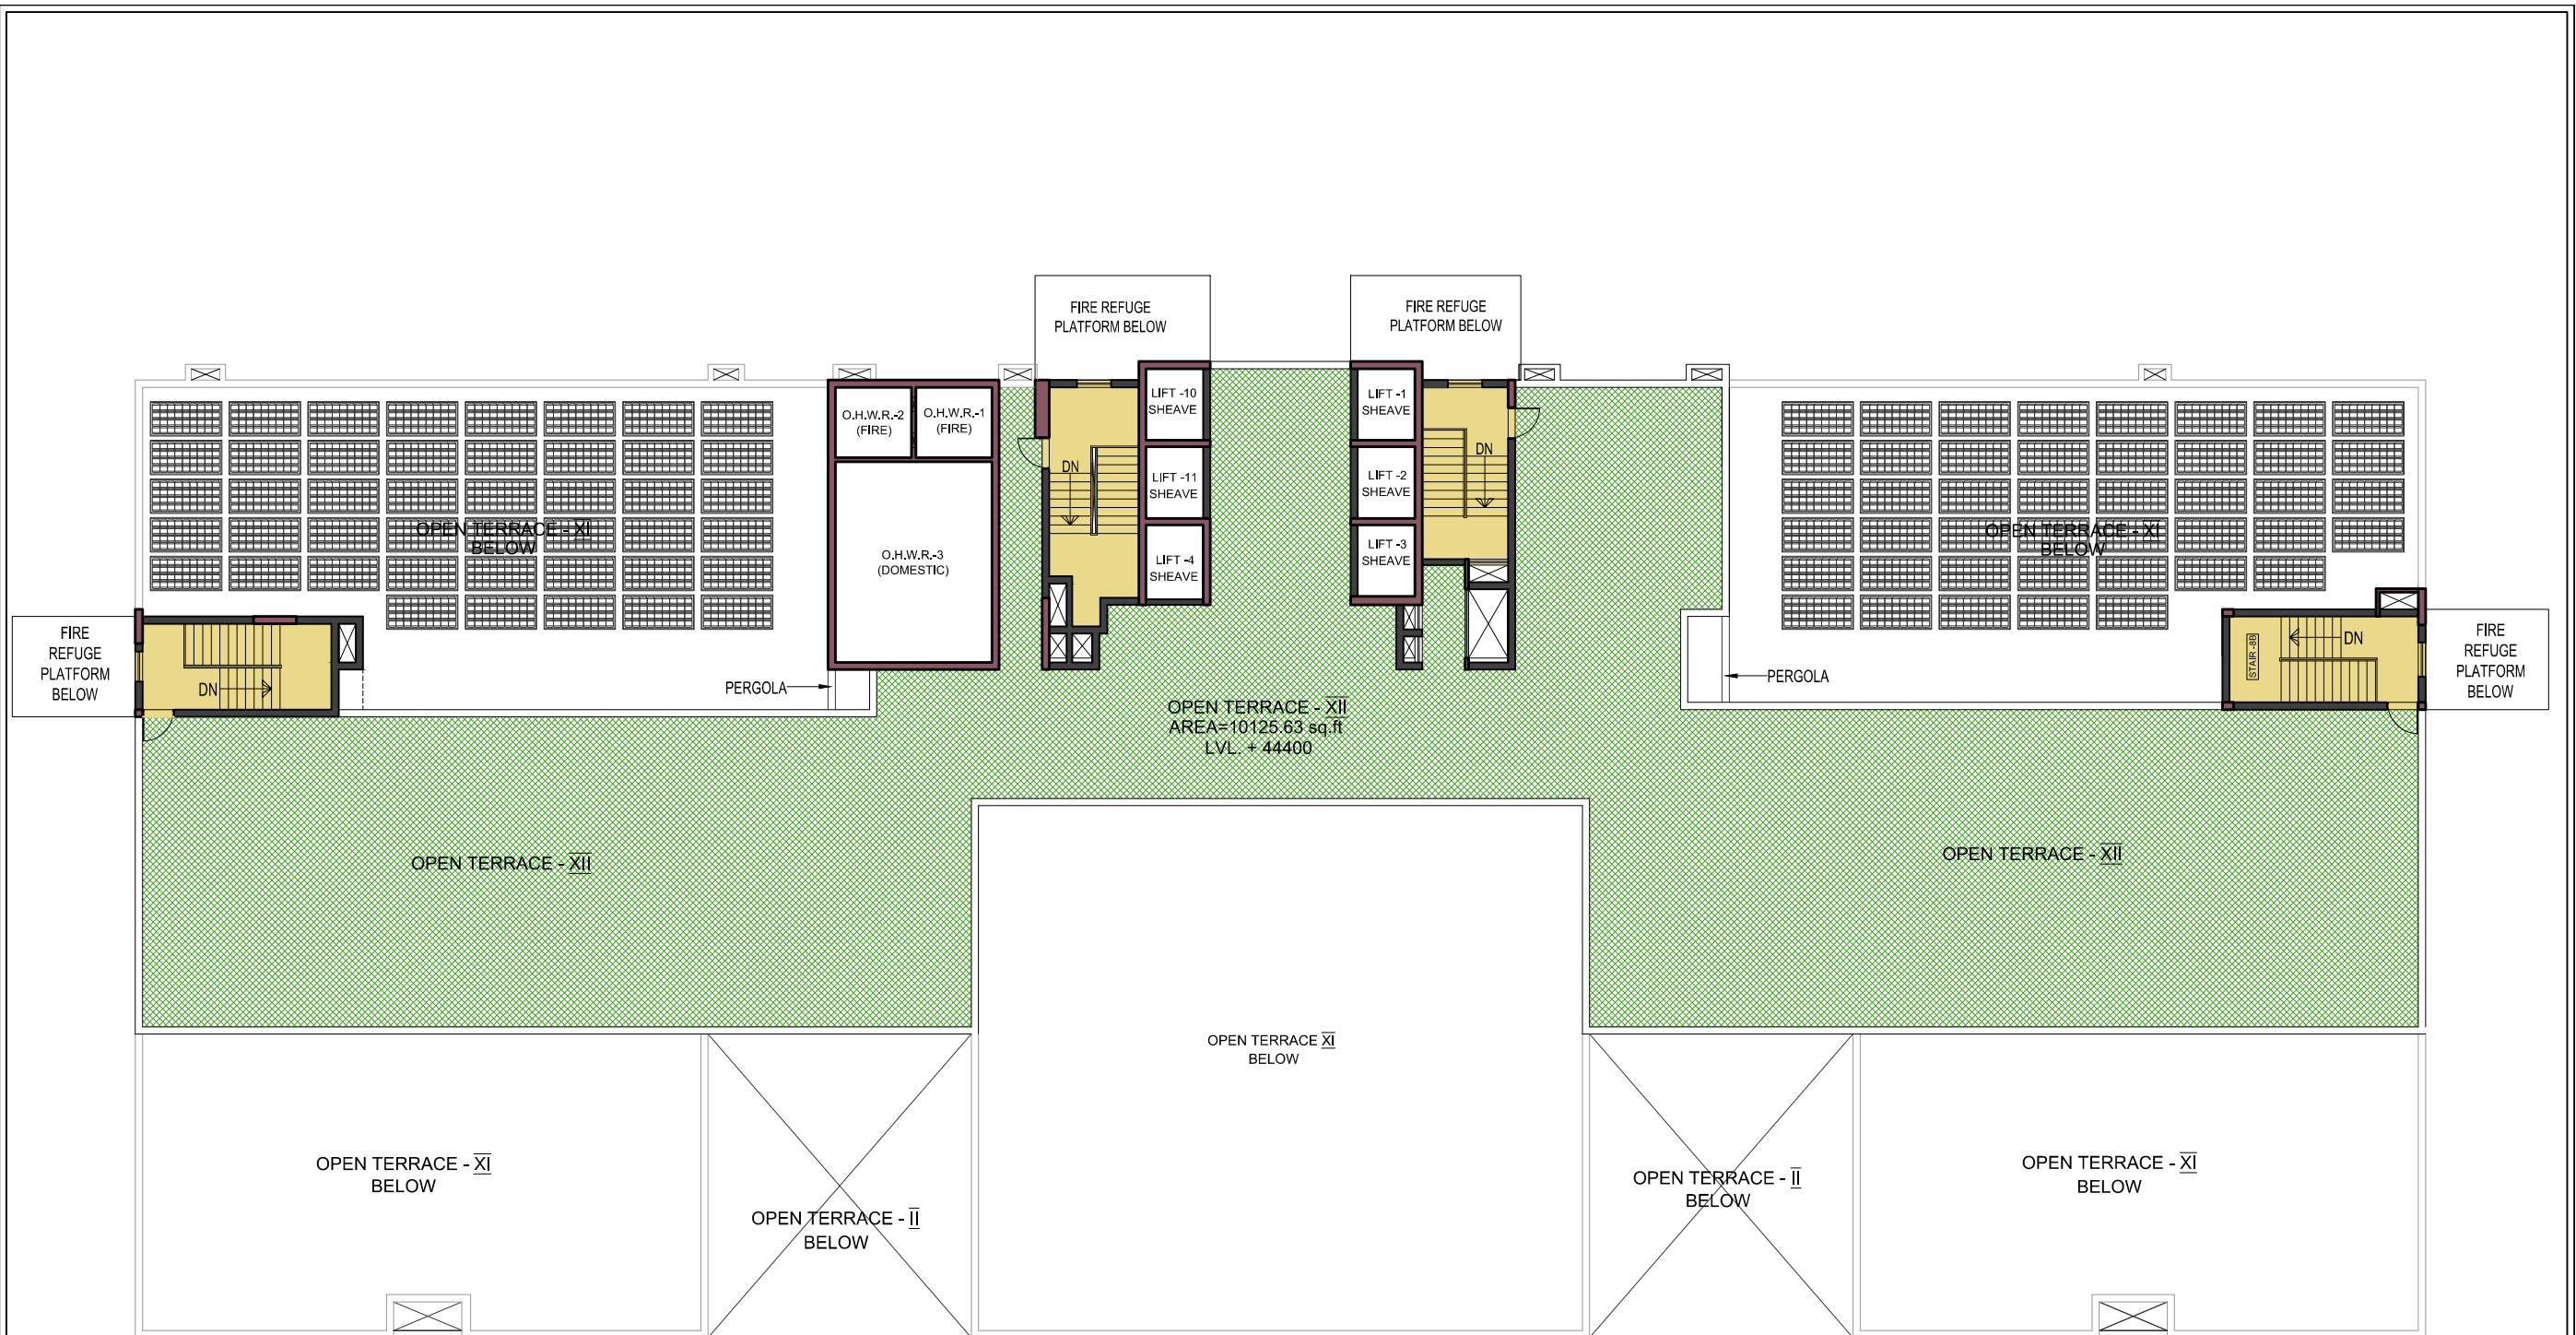 FIRE REFUGE
PLATFORM BELOW
FIRE REFUGE
PLATFORM BELOW
O.H.W.R.-2
(FIRE)
O.H.W.R.-1
(FIRE)
LIFT -10
SHEAVE
LIFT -1
SHEAVE
DN
LIFT -11
SHEAVE
LIFT -2
SHEAVE
DN
OPEN TERRACE - XI
BELOW
O.H.W.R.-3
(DOMESTIC)
LIFT -4
SHEAVE
LIFT -3
SHEAVE
OPEN TERRACE - XI
BELOW
FIRE
REFUGE
PLATFORM
BELOW
DN
PERGOLA
PERGOLA
STAIR -8B
DN
FIRE
REFUGE
PLATFORM
BELOW
OPEN TERRACE - XII
AREA=10125.63 sq.ft
LVL. + 44400
OPEN TERRACE - XII
OPEN TERRACE - XII
OPEN TERRACE XI
BELOW
OPEN TERRACE - XI
BELOW
OPEN TERRACE - II
BELOW
OPEN TERRACE - II
BELOW
OPEN TERRACE - XI
BELOW